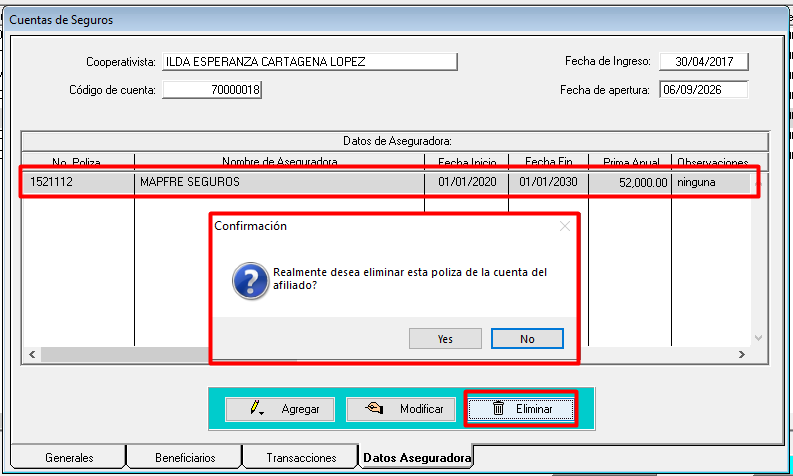 Cuentas de Seguros
Cooperativista: ILDA ESPERANZA CARTAGENA LOPEZ Fecha de Ingreso: 30/04/2017
Código de cuenta: 70000018 Fecha de apertura: 06/09/2026
Datos de Aseguradora:
No. Poliza Nombre de Aseguradora Fecha Inicio Fecha Fin Prima Anual Observaciones
1521112 MAPFRE SEGUROS 01/01/2020 01/01/2030 52,000.00 ninguna
Confirmación
Realmente desea eliminar esta poliza de la cuenta del
afiliado?
Yes No
Agregar Modificar Eliminar
Generales Beneficiarios Transacciones Datos Aseguradora